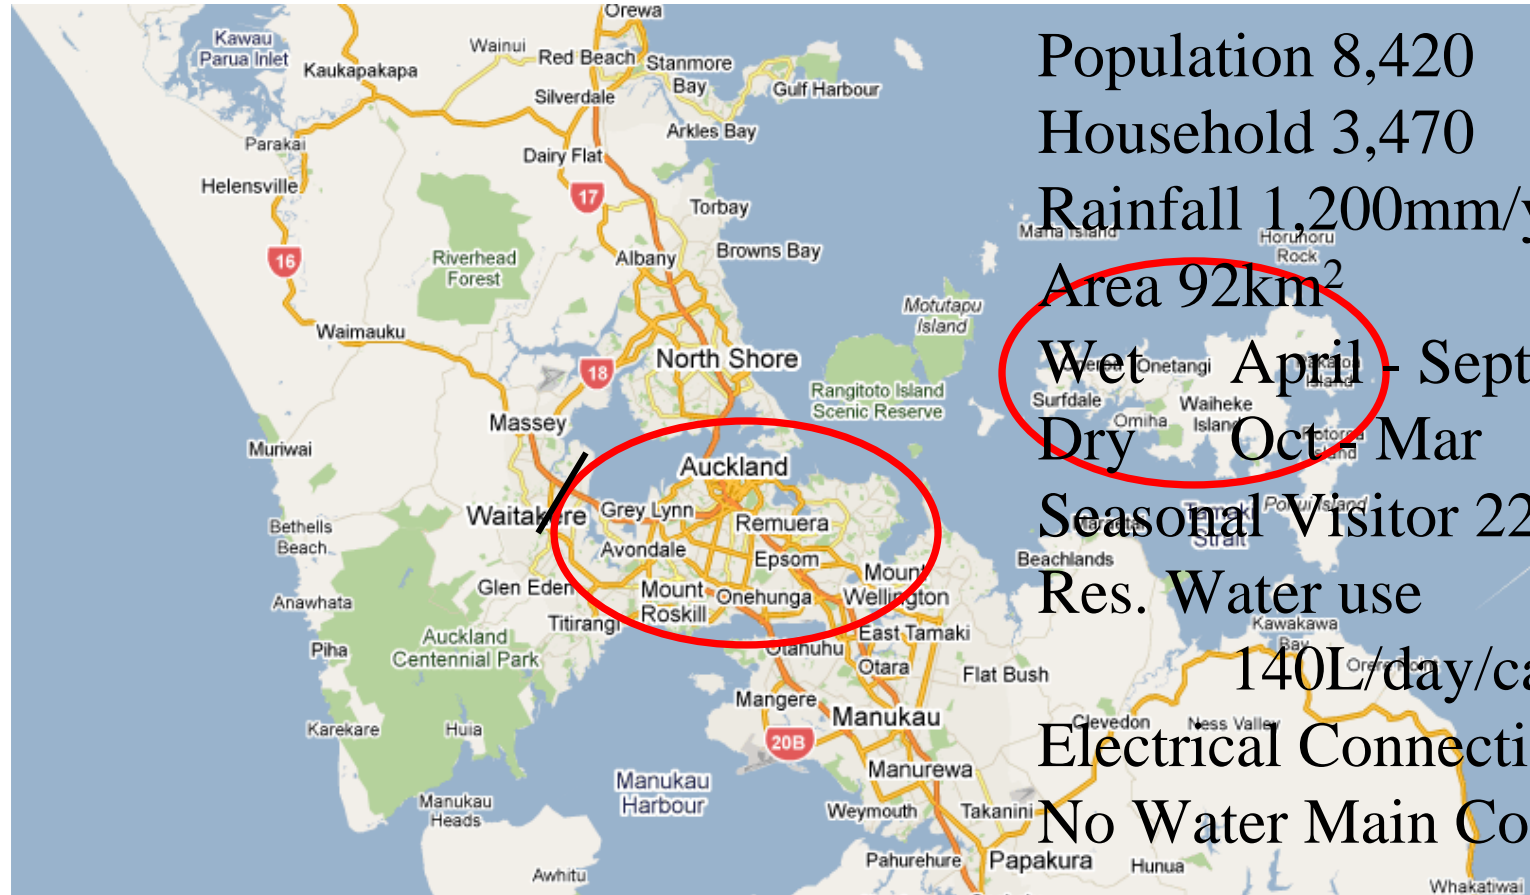 Population 8,420
Household 3,470
Rainfall 1,200mm/y
Area 92km²
Wet April - Sept
Dry Oct - Mar
Seasonal Visitor 22
Res. Water use
140L/day/ca
Electrical Connecti
No Water Main Co
Orewa
Kawau
Parua Inlet
Wainui
Red Beach
Kaukapakapa
Stanmore
Bay
Gulf Harbour
Silverdale
Arkles Bay
Parakai
Dairy Flat
Helensville
17
Torbay
16
Riverhead
Forest
Albany
Browns Bay
Horuhoru
Rock
Motutapu
Island
Waimauku
North Shore
18
Rangitoto Island
Scenic Reserve
Onetangi
Surfdale
Omiha
Waiheke
Island
Massey
Muriwai
Auckland
Waitakere
Grey Lynn
Remuera
Bethells
Beach
Avondale
Epsom
Mount
Wellington
Beachlands
Strait
Glen Eden
Mount
Roskill
Onehunga
Anawhata
Titirangi
East Tamaki
Kawakawa
Bay
Piha
Auckland
Centennial Park
Otahuhu
Otara
Flat Bush
Mangere
Manukau
Clevedon
Ness Valley
Karekare
Huia
20B
Manukau
Harbour
Manurewa
Manukau
Heads
Weymouth
Takanini
Pahurehure
Papakura
Hunua
Awhitu
Whakatiwai